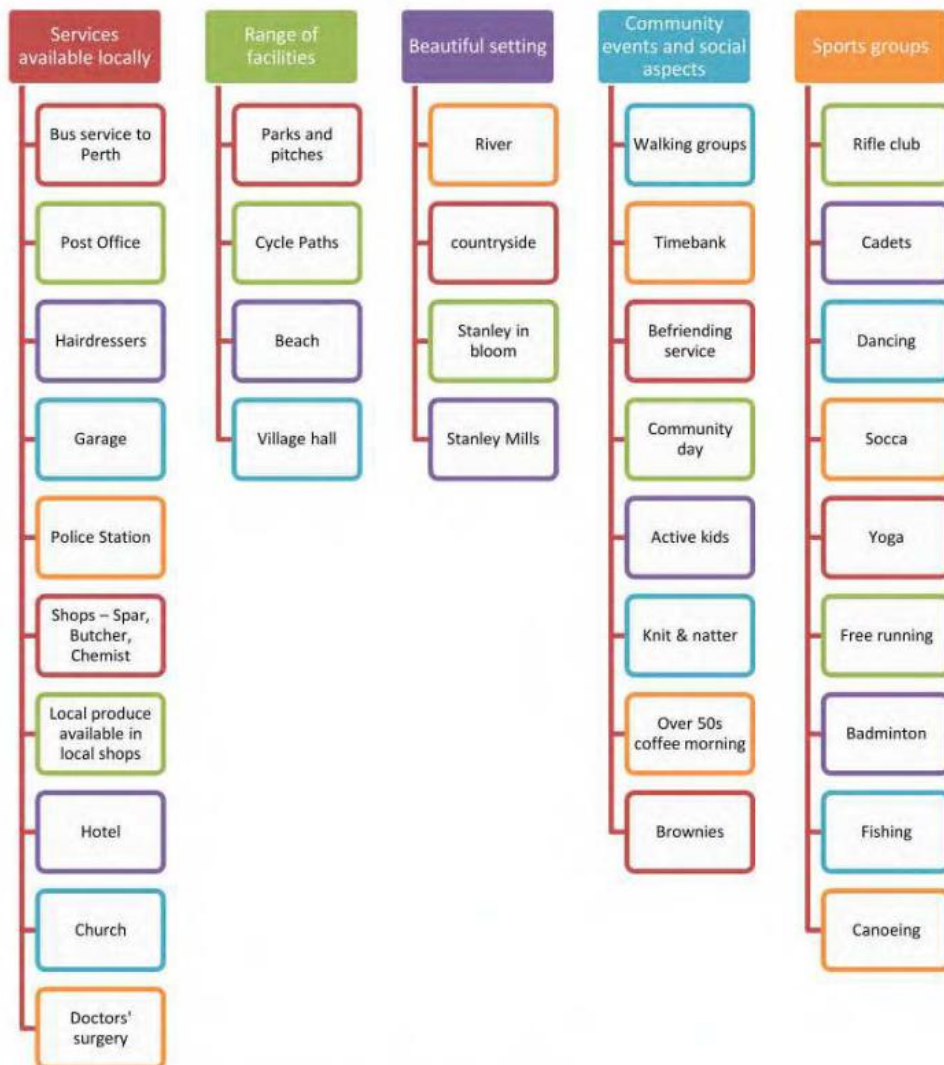 Services
available locally
Bus service to
Perth
Post Office
Hairdressers
Garage
Police Station
Shops – Spar,
Butcher,
Chemist
Local produce
available in
local shops
Hotel
Church
Doctors'
surgery
Range of
facilities
Parks and
pitches
Cycle Paths
Beach
Village hall
Beautiful setting
River
countryside
Stanley in
bloom
Stanley Mills
Community
events and social
aspects
Walking groups
Timebank
Befriending
service
Community
day
Active kids
Knit & natter
Over 50s
coffee morning
Brownies
Sports groups
Rifle club
Cadets
Dancing
Socca
Yoga
Free running
Badminton
Fishing
Canoeing